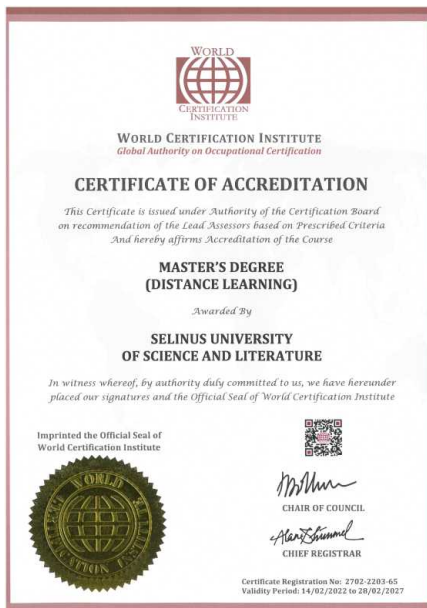 WORLD
CERTIFICATION
INSTITUTE
WORLD CERTIFICATION INSTITUTE
Global Authority on Occupational Certification
CERTIFICATE OF ACCREDITATION
This Certificate is issued under Authority of the Certification Board
on recommendation of the Lead Assessors based on Prescribed Criteria
And hereby affirms Accreditation of the Course
MASTER'S DEGREE
(DISTANCE LEARNING)
Awarded By
SELINUS UNIVERSITY
OF SCIENCE AND LITERATURE
In witness whereof, by authority duly committed to us, we have hereunder
placed our signatures and the Official Seal of World Certification Institute
Imprinted the Official Seal of
World Certification Institute
WORLD CERTIFICATION INSTITUTE
CHAIR OF COUNCIL
CHIEF REGISTRAR
Certificate Registration No: 2702-2203-65
Validity Period: 14/02/2022 to 28/02/2027